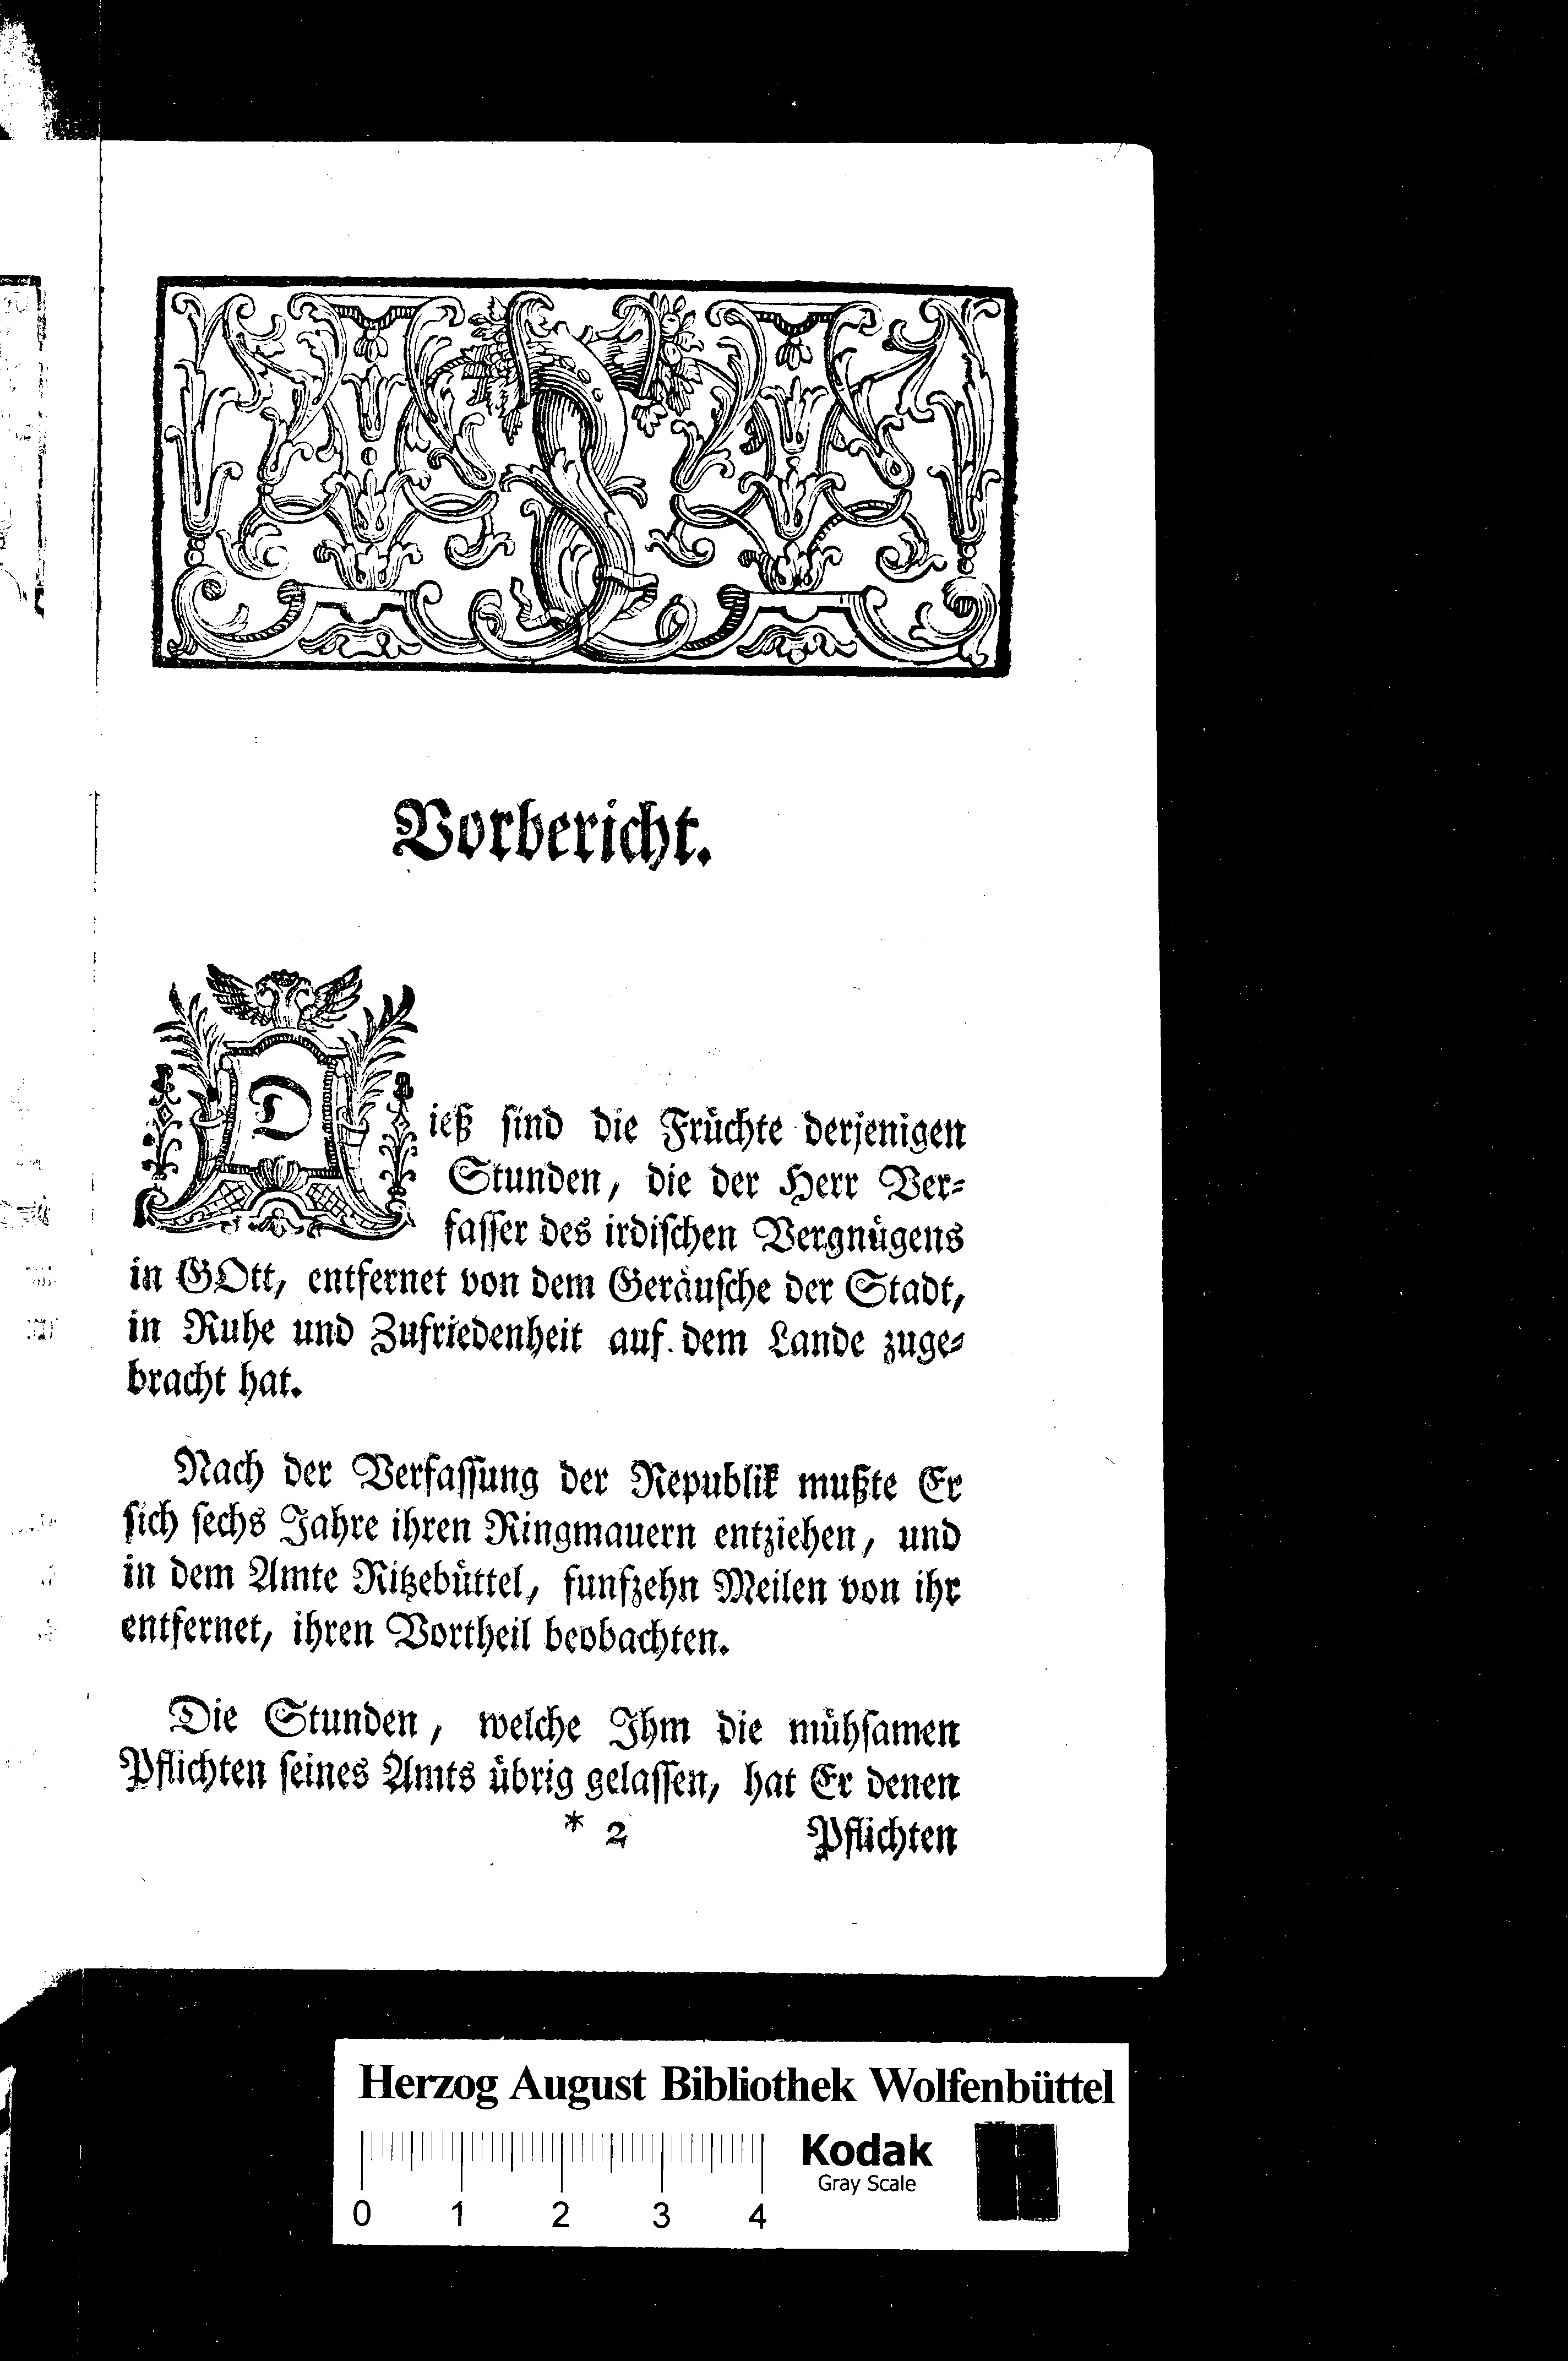 Vorbericht.
Dieß sind die Früchte derjenigen
Stunden, die der Herr Ver-
fasser des irdischen Vergnügens
in GOtt, entfernet von dem Geräusche der Stadt,
in Ruhe und Zufriedenheit auf dem Lande zuge-
bracht hat.
Nach der Verfassung der Republik mußte Er
sich sechs Jahre ihren Ringmauern entziehen, und
in dem Amte Ritzebüttel, funfzehn Meilen von ihr
entfernet, ihren Vortheil beobachten.
Die Stunden, welche Ihm die mühsamen
Pflichten seines Amts übrig gelassen, hat Er denen
* 2 Pflichten
Herzog August Bibliothek Wolfenbüttel
Kodak
Gray Scale
0 1 2 3 4